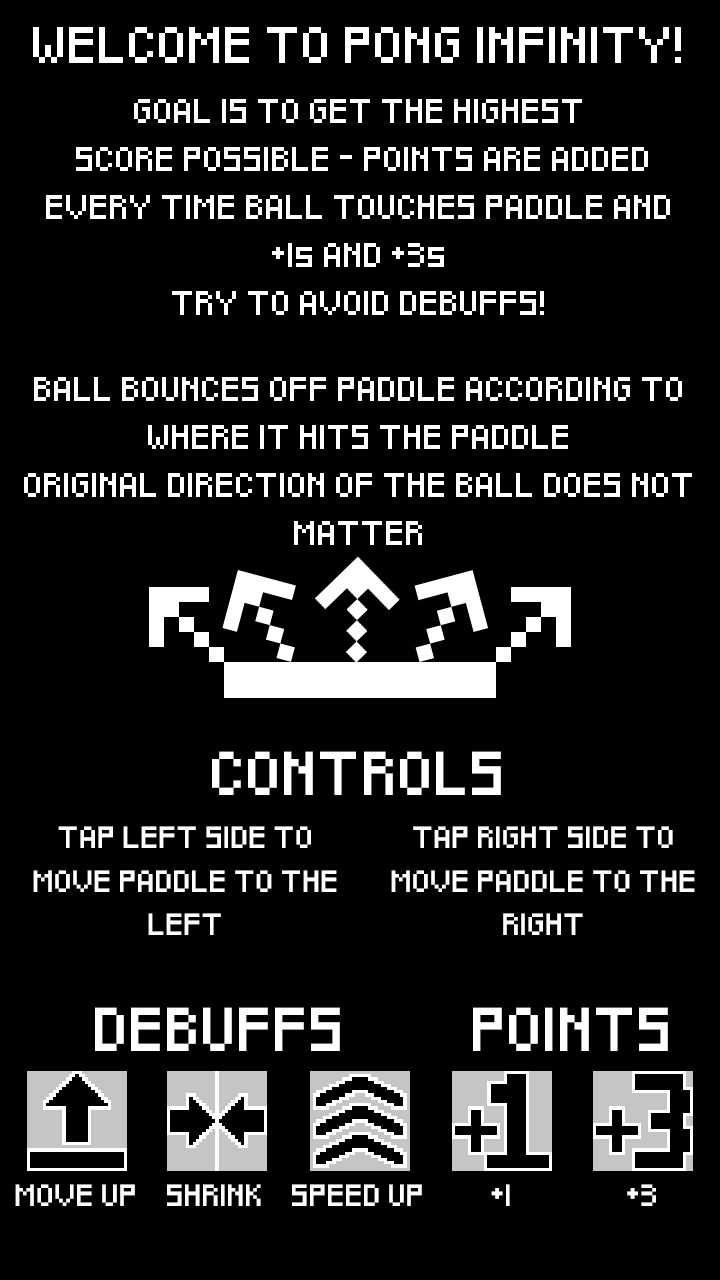 WELCOME TO PONG INFINITY!
GOAL IS TO GET THE HIGHEST
SCORE POSSIBLE - POINTS ARE ADDED
EVERY TIME BALL TOUCHES PADDLE AND
+1s AND +3s
TRY TO AVOID DEBUFFS!
BALL BOUNCES OFF PADDLE ACCORDING TO
WHERE IT HITS THE PADDLE
ORIGINAL DIRECTION OF THE BALL DOES NOT
MATTER
CONTROLS
TAP LEFT SIDE TO
MOVE PADDLE TO THE
LEFT
TAP RIGHT SIDE TO
MOVE PADDLE TO THE
RIGHT
DEBUFFS
POINTS
+1
+3
MOVE UP
SHRINK
SPEED UP
+1
+3